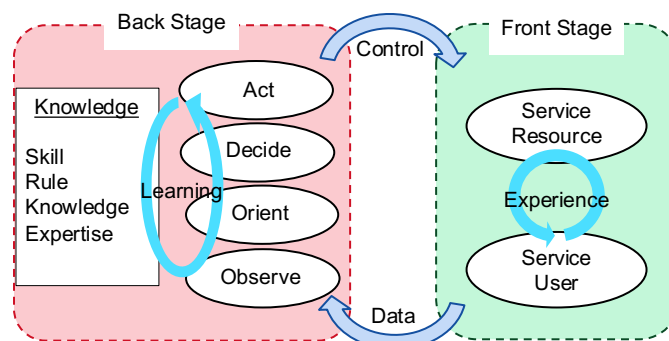 Back Stage
Control
Front Stage
Knowledge
Skill
Rule
Knowledge
Expertise
Act
Decide
Learning
Orient
Observe
Service
Resource
Experience
Service
User
Data